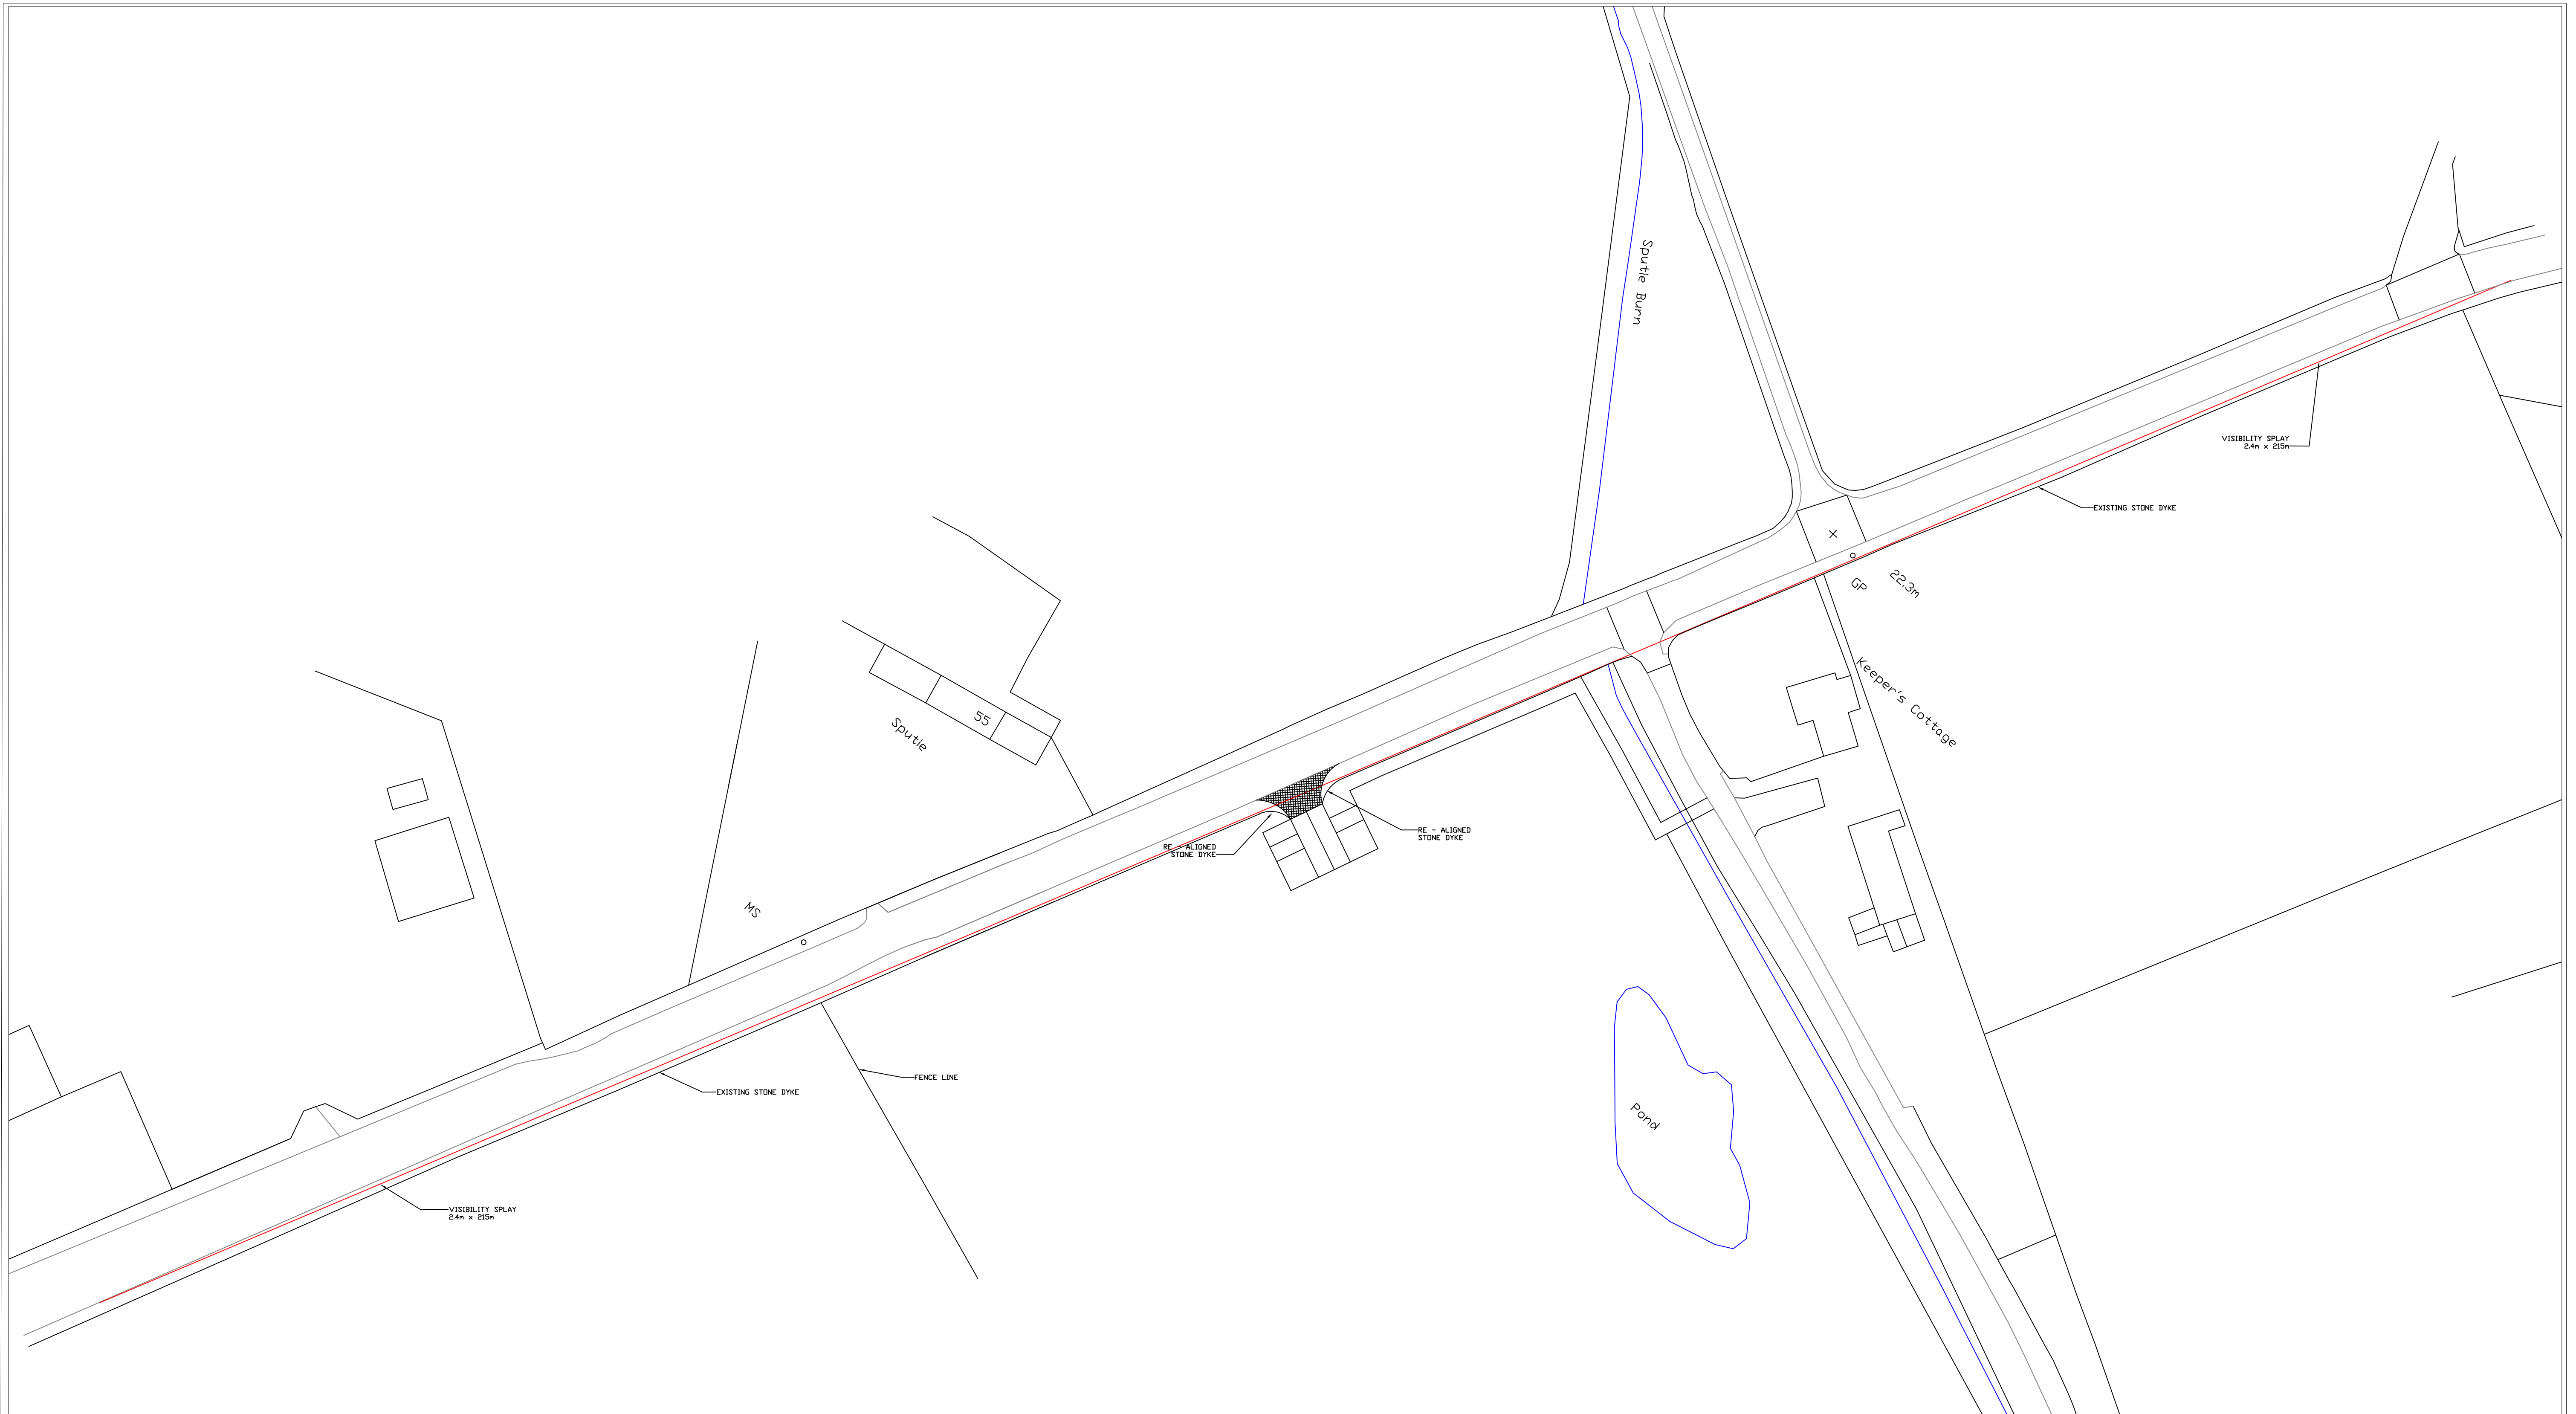 Sputie Burn
VISIBILITY SPLAY
2.4m x 215m
EXISTING STONE DYKE
22.3m
GP
Keeper's Cottage
55
Sputie
RE - ALIGNED
STONE DYKE
RE - ALIGNED
STONE DYKE
MS
FENCE LINE
EXISTING STONE DYKE
Pond
VISIBILITY SPLAY
2.4m x 215m